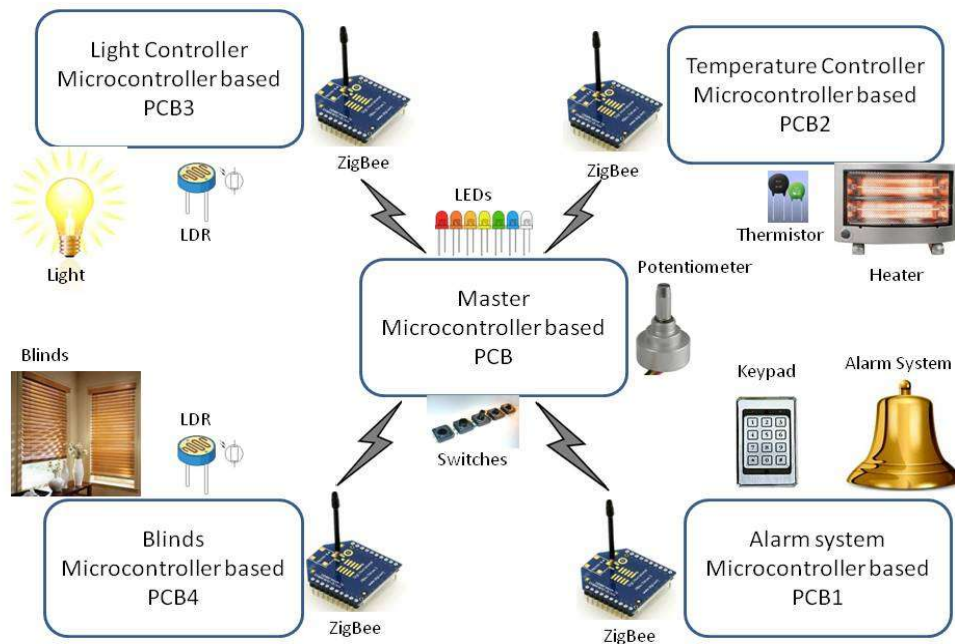 Light Controller
Microcontroller based
PCB3
ZigBee
Temperature Controller
Microcontroller based
PCB2
ZigBee
Light
LDR
LEDs
Thermistor
Heater
Master
Microcontroller based
PCB
Potentiometer
Blinds
LDR
Switches
Keypad
Alarm System
Blinds
Microcontroller based
PCB4
ZigBee
Alarm system
Microcontroller based
PCB1
ZigBee